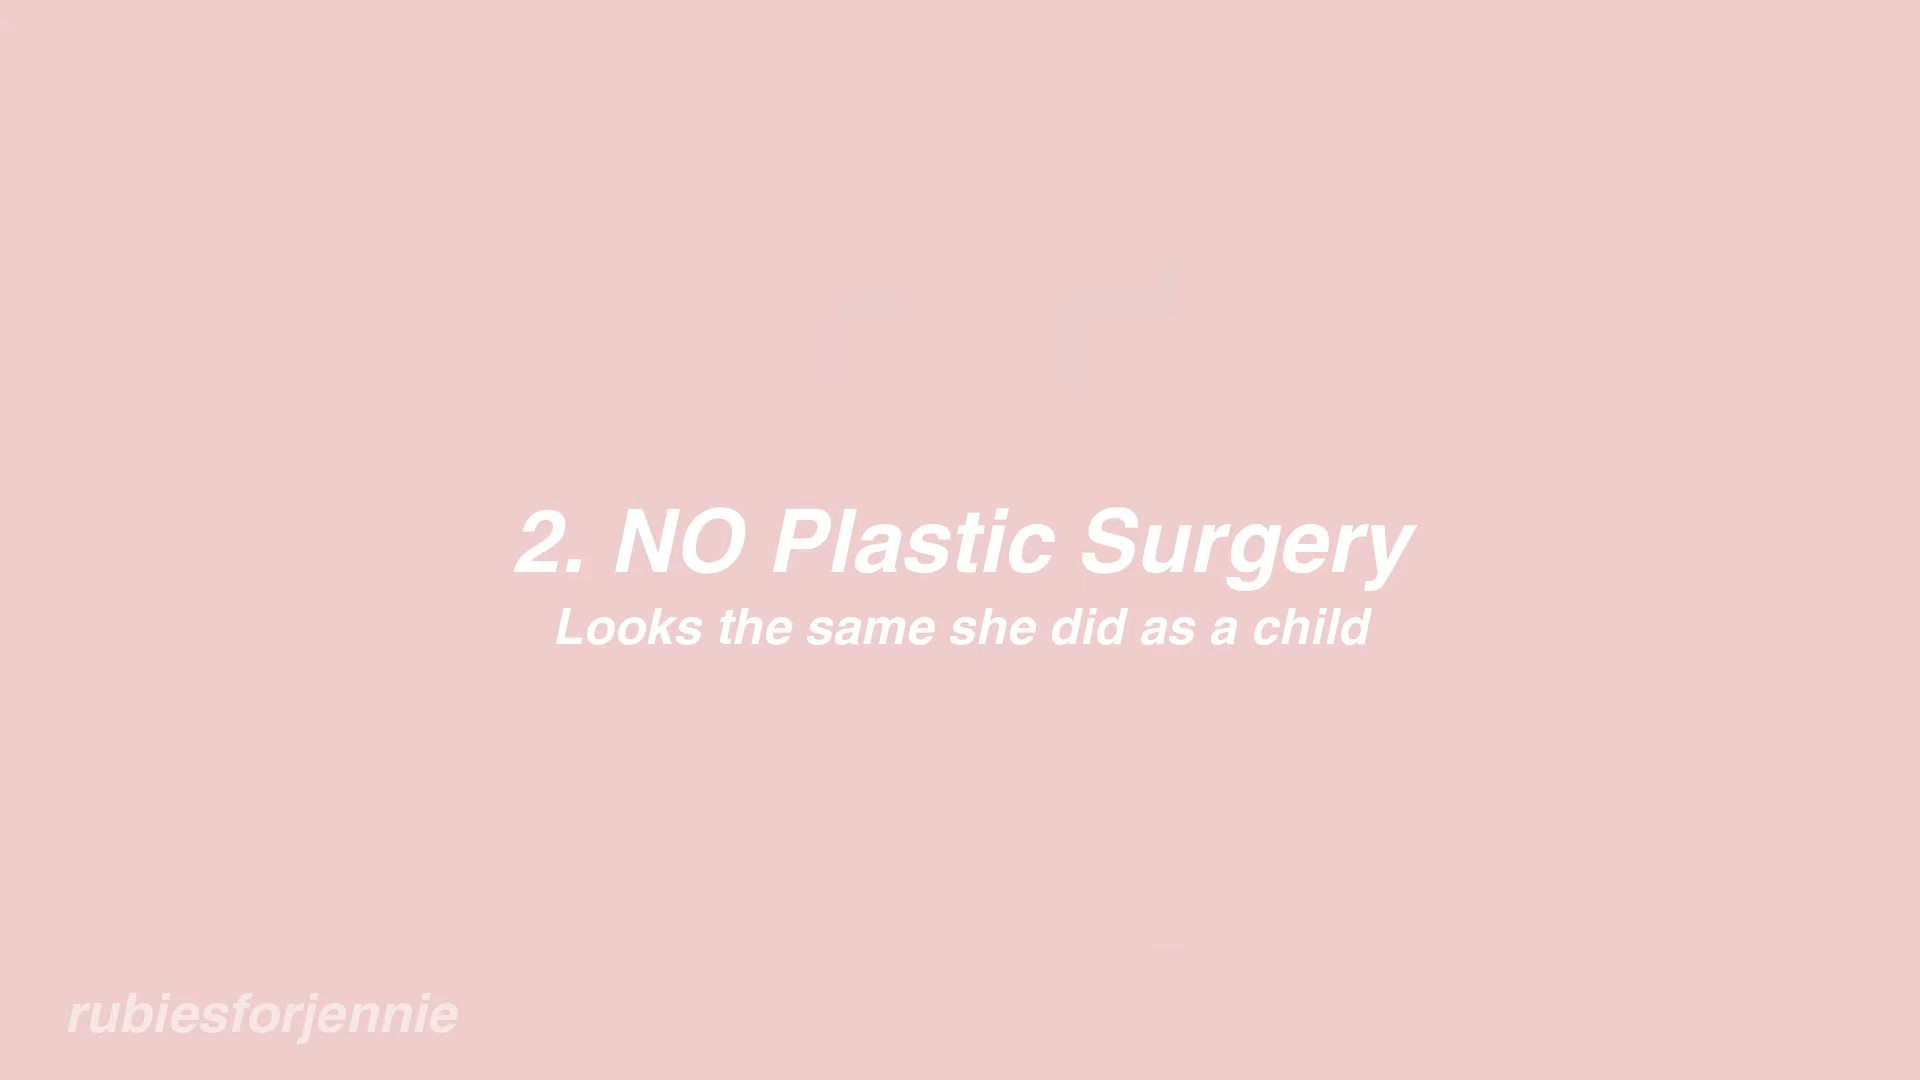 2. NO Plastic Surgery
Looks the same she did as a child
rubiesforjennie